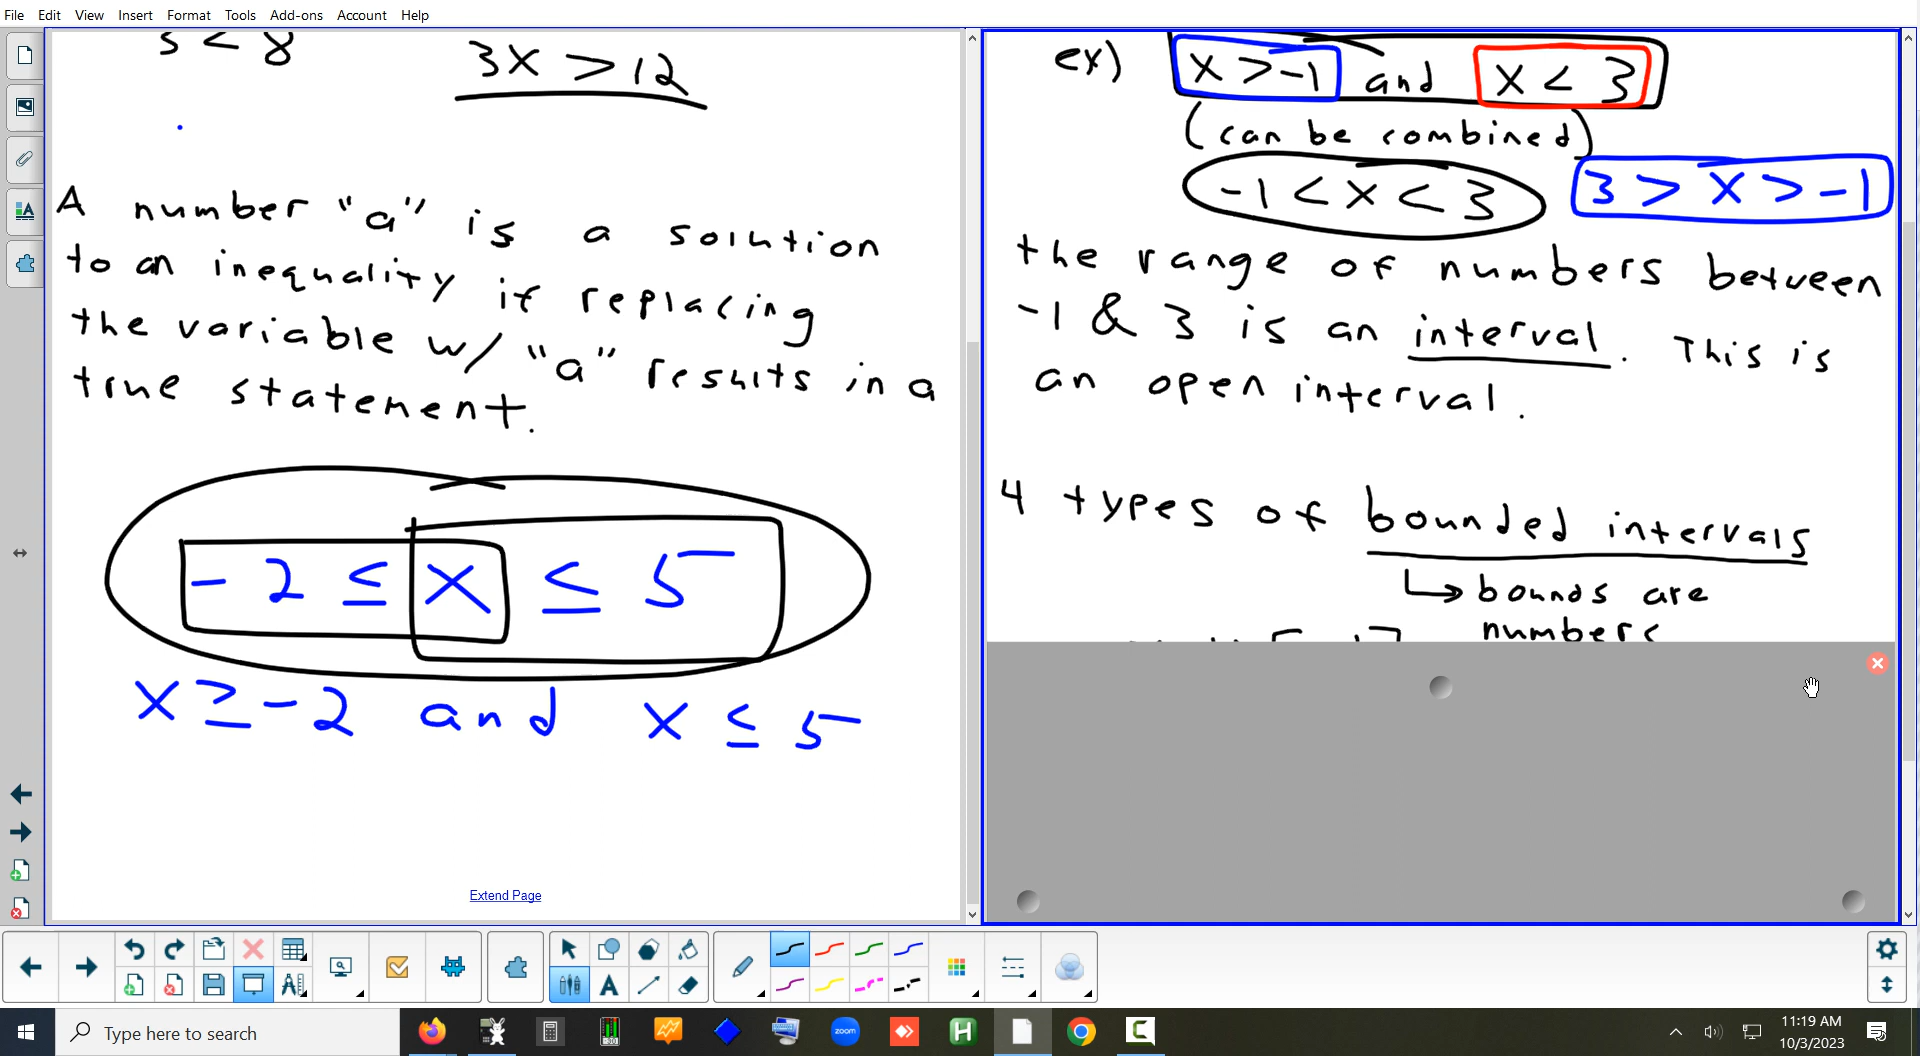 File Edit View Insert Format Tools Add-ons Account Help
3x > 12
A number "a" is a solution
to an inequality if replacing
the variable w/ "a" results in a
true statement.
-2 ≤ x ≤ 5
x ≥ -2 and x ≤ 5
Extend Page
ex) x > -1 and x < 3
(can be combined)
-1 < x < 3 3 > x > -1
the range of numbers between
-1 & 3 is an interval. This is
an open interval.
4 types of bounded intervals
↳ bounds are
numbers
Type here to search
zoom
11:19 AM
10/3/2023